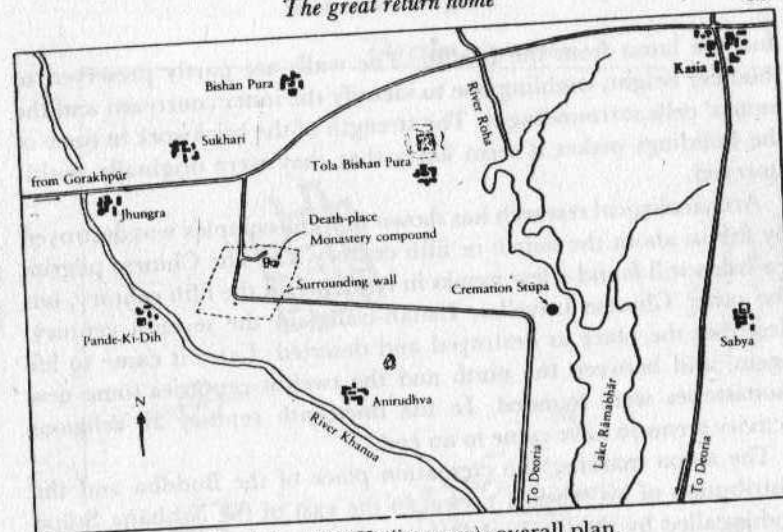 The great return home
Bishan Pura
River Roha
Kasia
Sukhari
Tola Bishan Pura
from Gorakhpūr
Jhungra
Death-place
Monastery compound
Surrounding wall
Cremation Stūpa
Pande-Ki-Dih
Sabya
N
Anirudhva
River Khanua
To Deoria
Lake Rāmabhār
To Deoria
overall plan